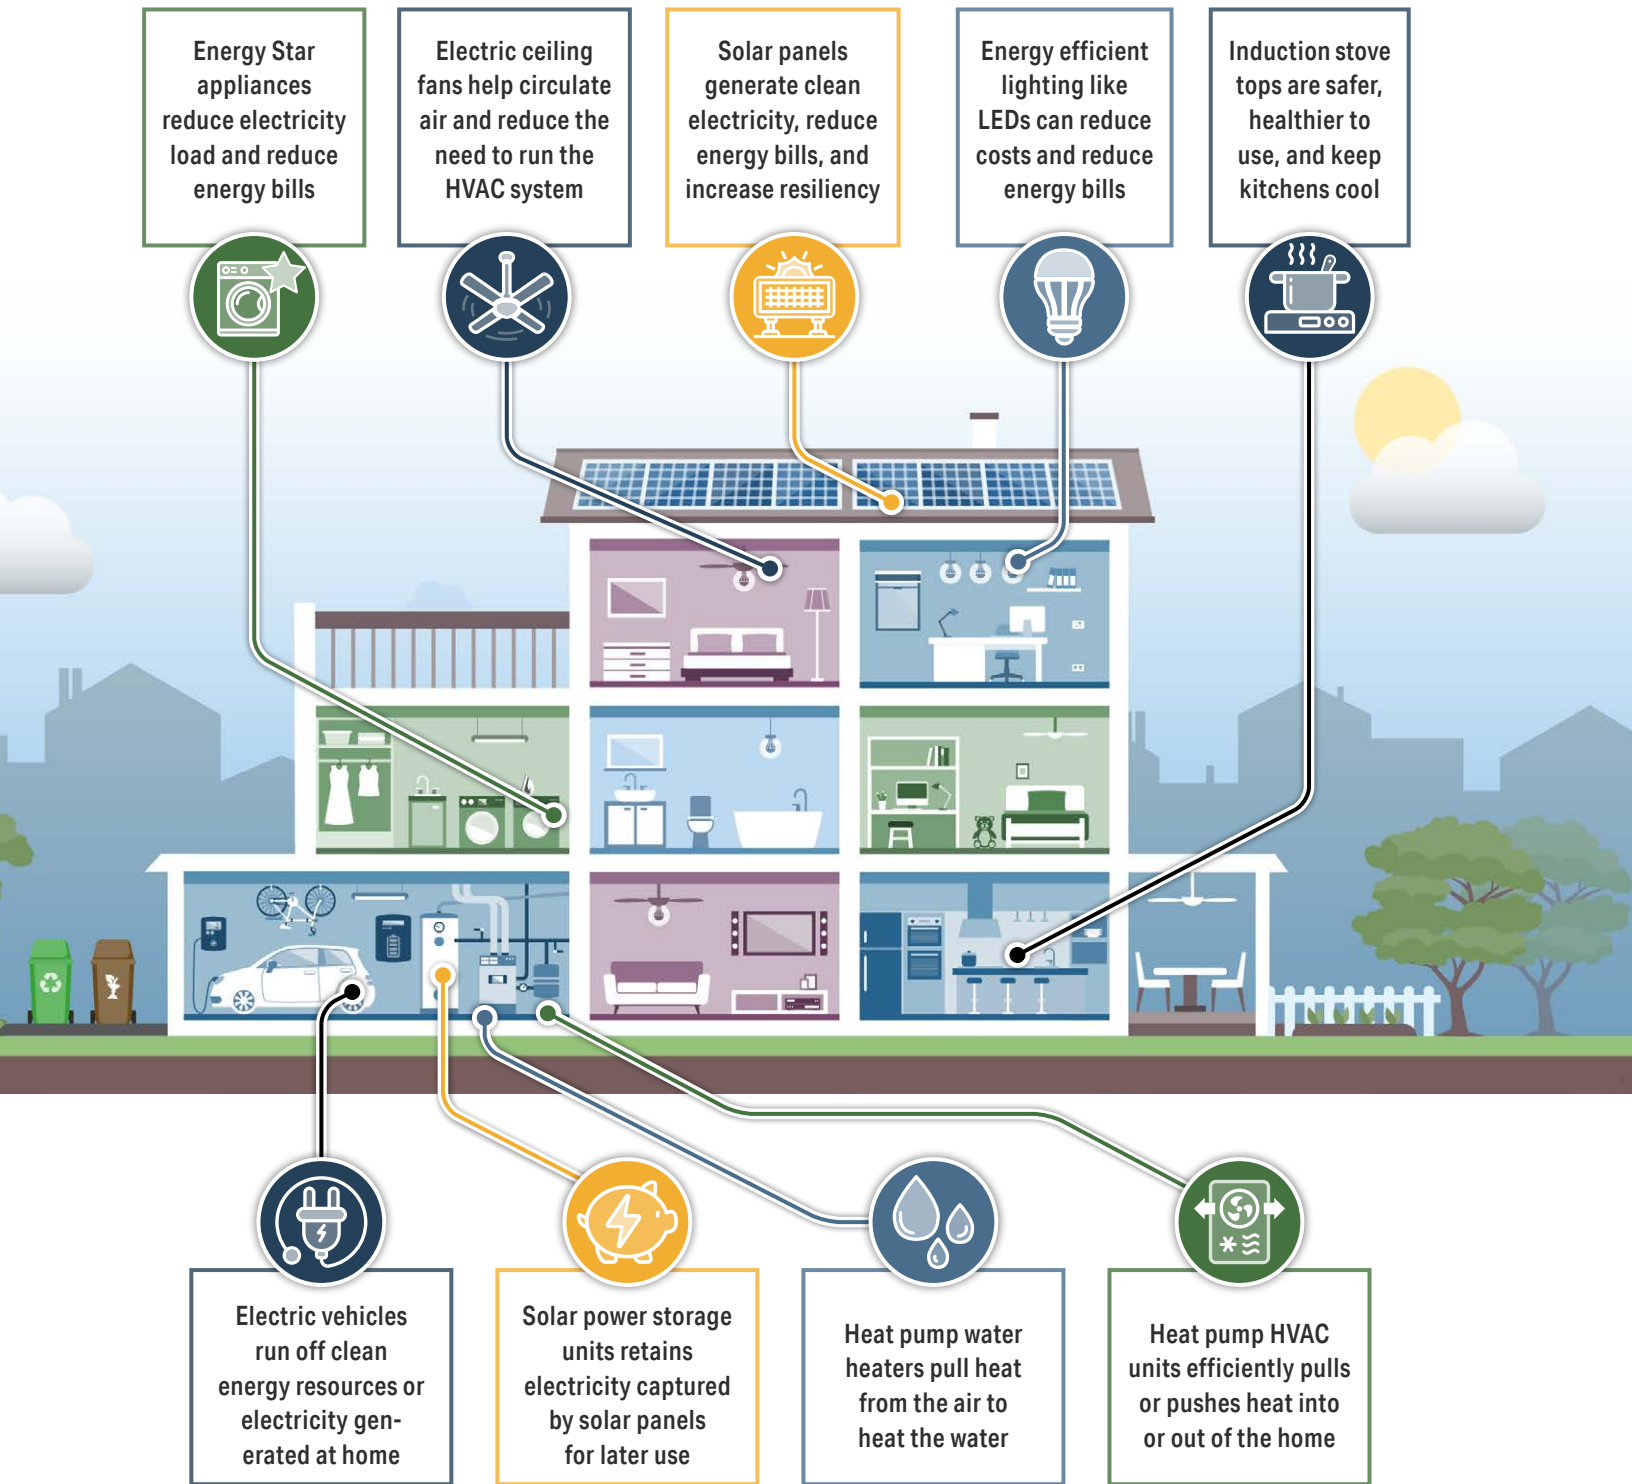 Energy Star
appliances
reduce electricity
load and reduce
energy bills
Electric ceiling
fans help circulate
air and reduce the
need to run the
HVAC system
Solar panels
generate clean
electricity, reduce
energy bills, and
increase resiliency
Energy efficient
lighting like
LEDs can reduce
costs and reduce
energy bills
Induction stove
tops are safer,
healthier to
use, and keep
kitchens cool
Electric vehicles
run off clean
energy resources or
electricity gen-
erated at home
Solar power storage
units retains
electricity captured
by solar panels
for later use
Heat pump water
heaters pull heat
from the air to
heat the water
Heat pump HVAC
units efficiently pulls
or pushes heat into
or out of the home